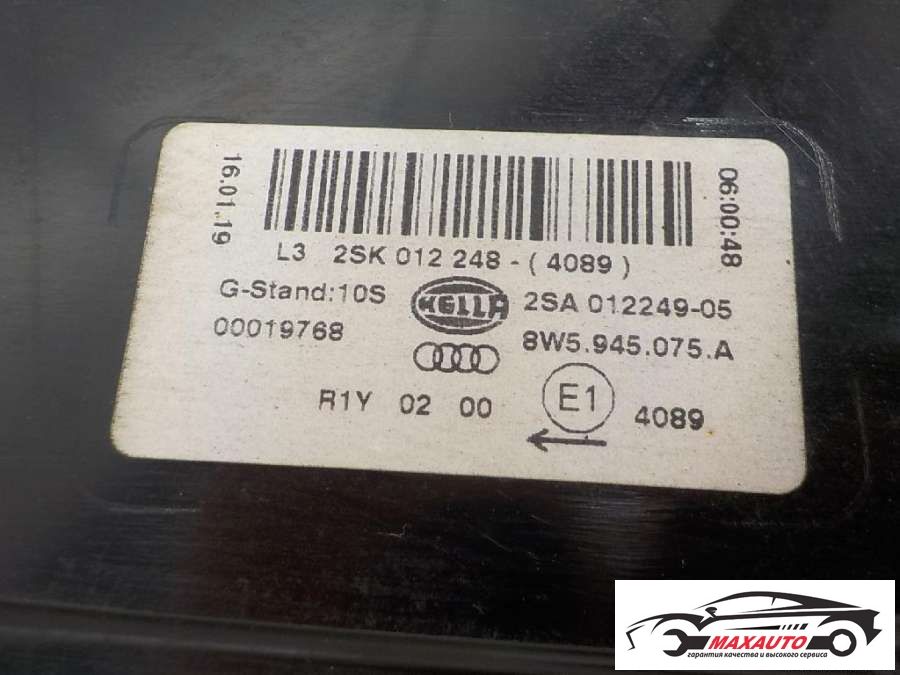 16.01.19
06:00:48
L3 2SK 012 248 - ( 4089 )
G-Stand:10S HELLA 2SA 012249-05
00019768 8W5.945.075.A
R1Y 02 00 E1 4089
MAXAUTO
гарантия качества и высокого сервиса